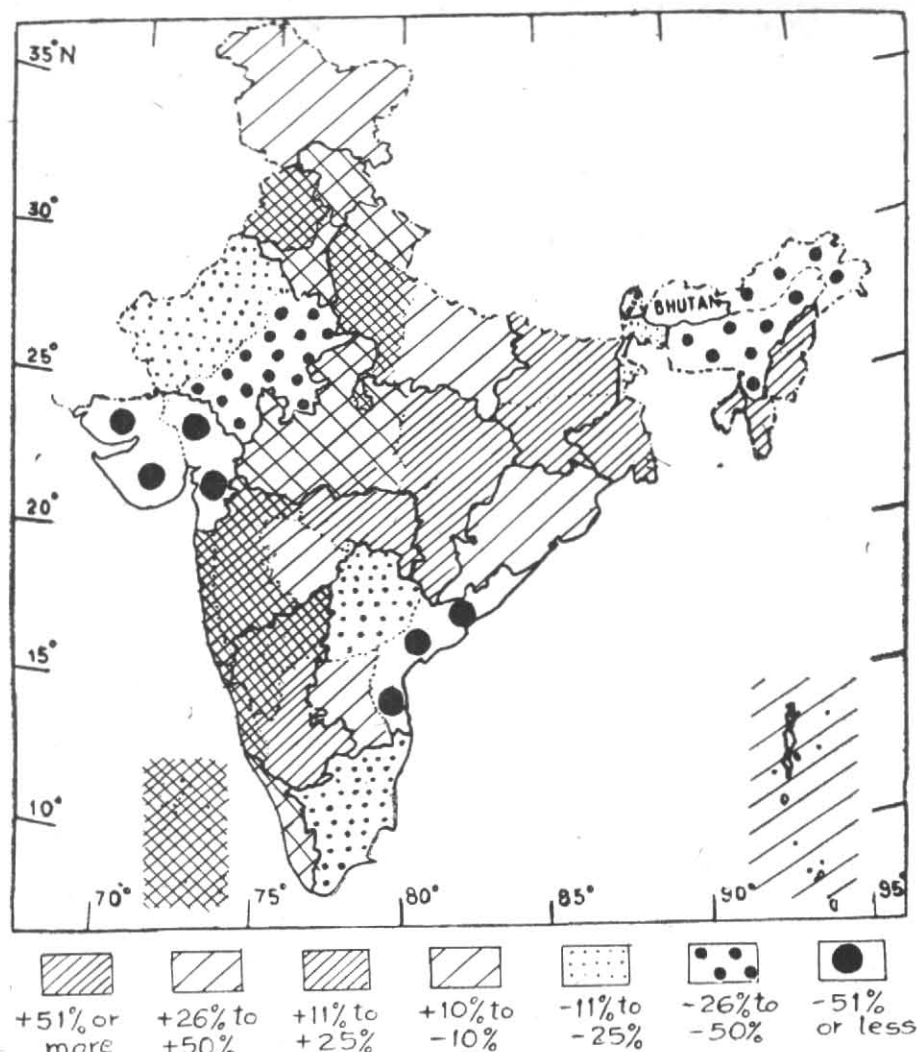 35°N
30°
25°
20°
15°
10°
BHUTAN
70° 75° 80° 85° 90° 95°
+51% or more
+26% to +50%
+11% to +25%
+10% to -10%
-11% to -25%
-26% to -50%
-51% or less